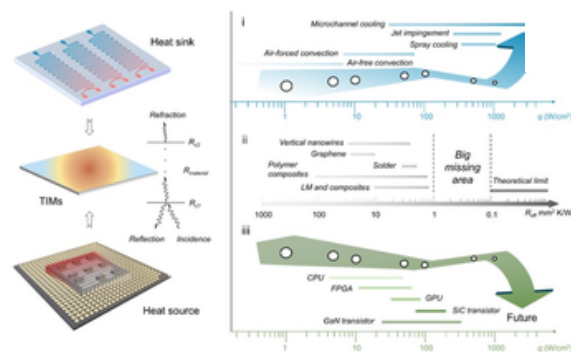 Heat sink
Refraction
R_c2
R_material
TIMs
R_c1
Reflection
Incidence
Heat source
i
Microchannel cooling
Jet impingement
Spray cooling
Air-forced convection
Air-free convection
1
10
100
1000
q (W/cm²)
ii
Vertical nanowires
Graphene
Polymer
composites
Solder
LM and composites
Big
missing
area
Theoretical limit
1000
100
10
1
0.1
mm² K/W
iii
CPU
FPGA
GPU
SiC transistor
GaN transistor
Future
1
10
100
1000
q (W/cm²)